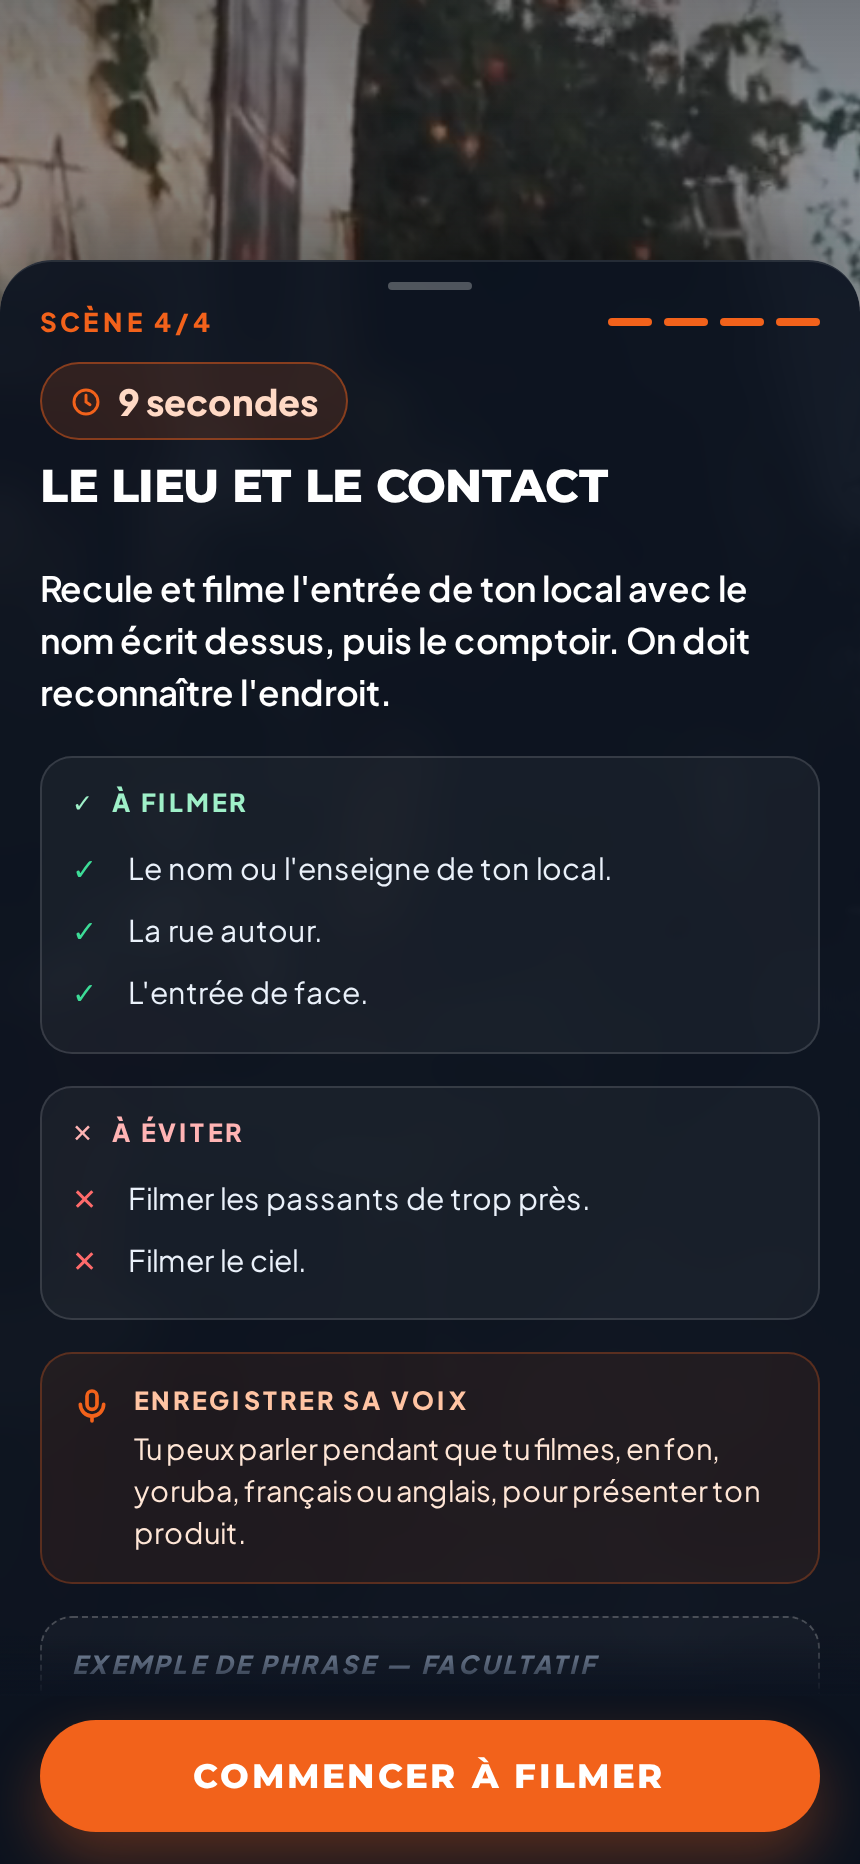 SCÈNE 4/4
9 secondes
LE LIEU ET LE CONTACT
Recule et filme l'entrée de ton local avec le
nom écrit dessus, puis le comptoir. On doit
reconnaître l'endroit.
✓ À FILMER
✓ Le nom ou l'enseigne de ton local.
✓ La rue autour.
✓ L'entrée de face.
✕ À ÉVITER
✕ Filmer les passants de trop près.
✕ Filmer le ciel.
ENREGISTRER SA VOIX
Tu peux parler pendant que tu filmes, en fon,
yoruba, français ou anglais, pour présenter ton
produit.
EXEMPLE DE PHRASE — FACULTATIF
COMMENCER À FILMER